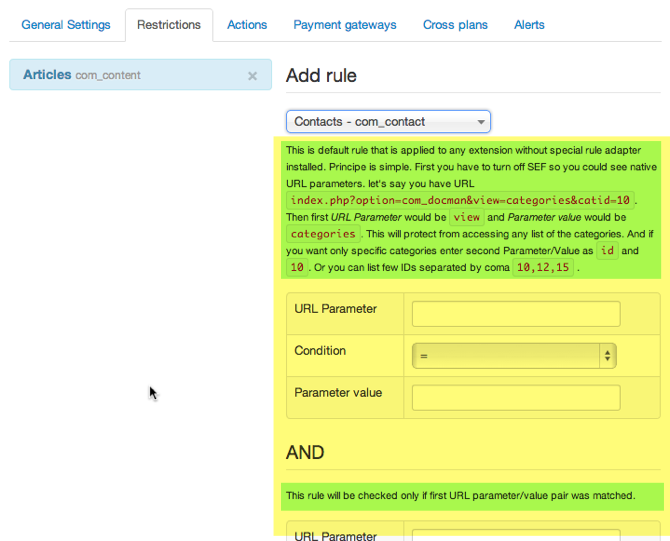 General Settings Restrictions Actions Payment gateways Cross plans Alerts
Articles com_content ×
Add rule
Contacts - com_contact
This is default rule that is applied to any extension without special rule adapter
installed. Principe is simple. First you have to turn off SEF so you could see native
URL parameters. let's say you have URL
index.php?option=com_docman&view=categories&catid=10 .
Then first URL Parameter would be view and Parameter value would be
categories . This will protect from accessing any list of the categories. And if
you want only specific categories enter second Parameter/Value as id and
10 . Or you can list few IDs separated by coma 10,12,15 .
URL Parameter
Condition =
Parameter value
AND
This rule will be checked only if first URL parameter/value pair was matched.
URL Parameter